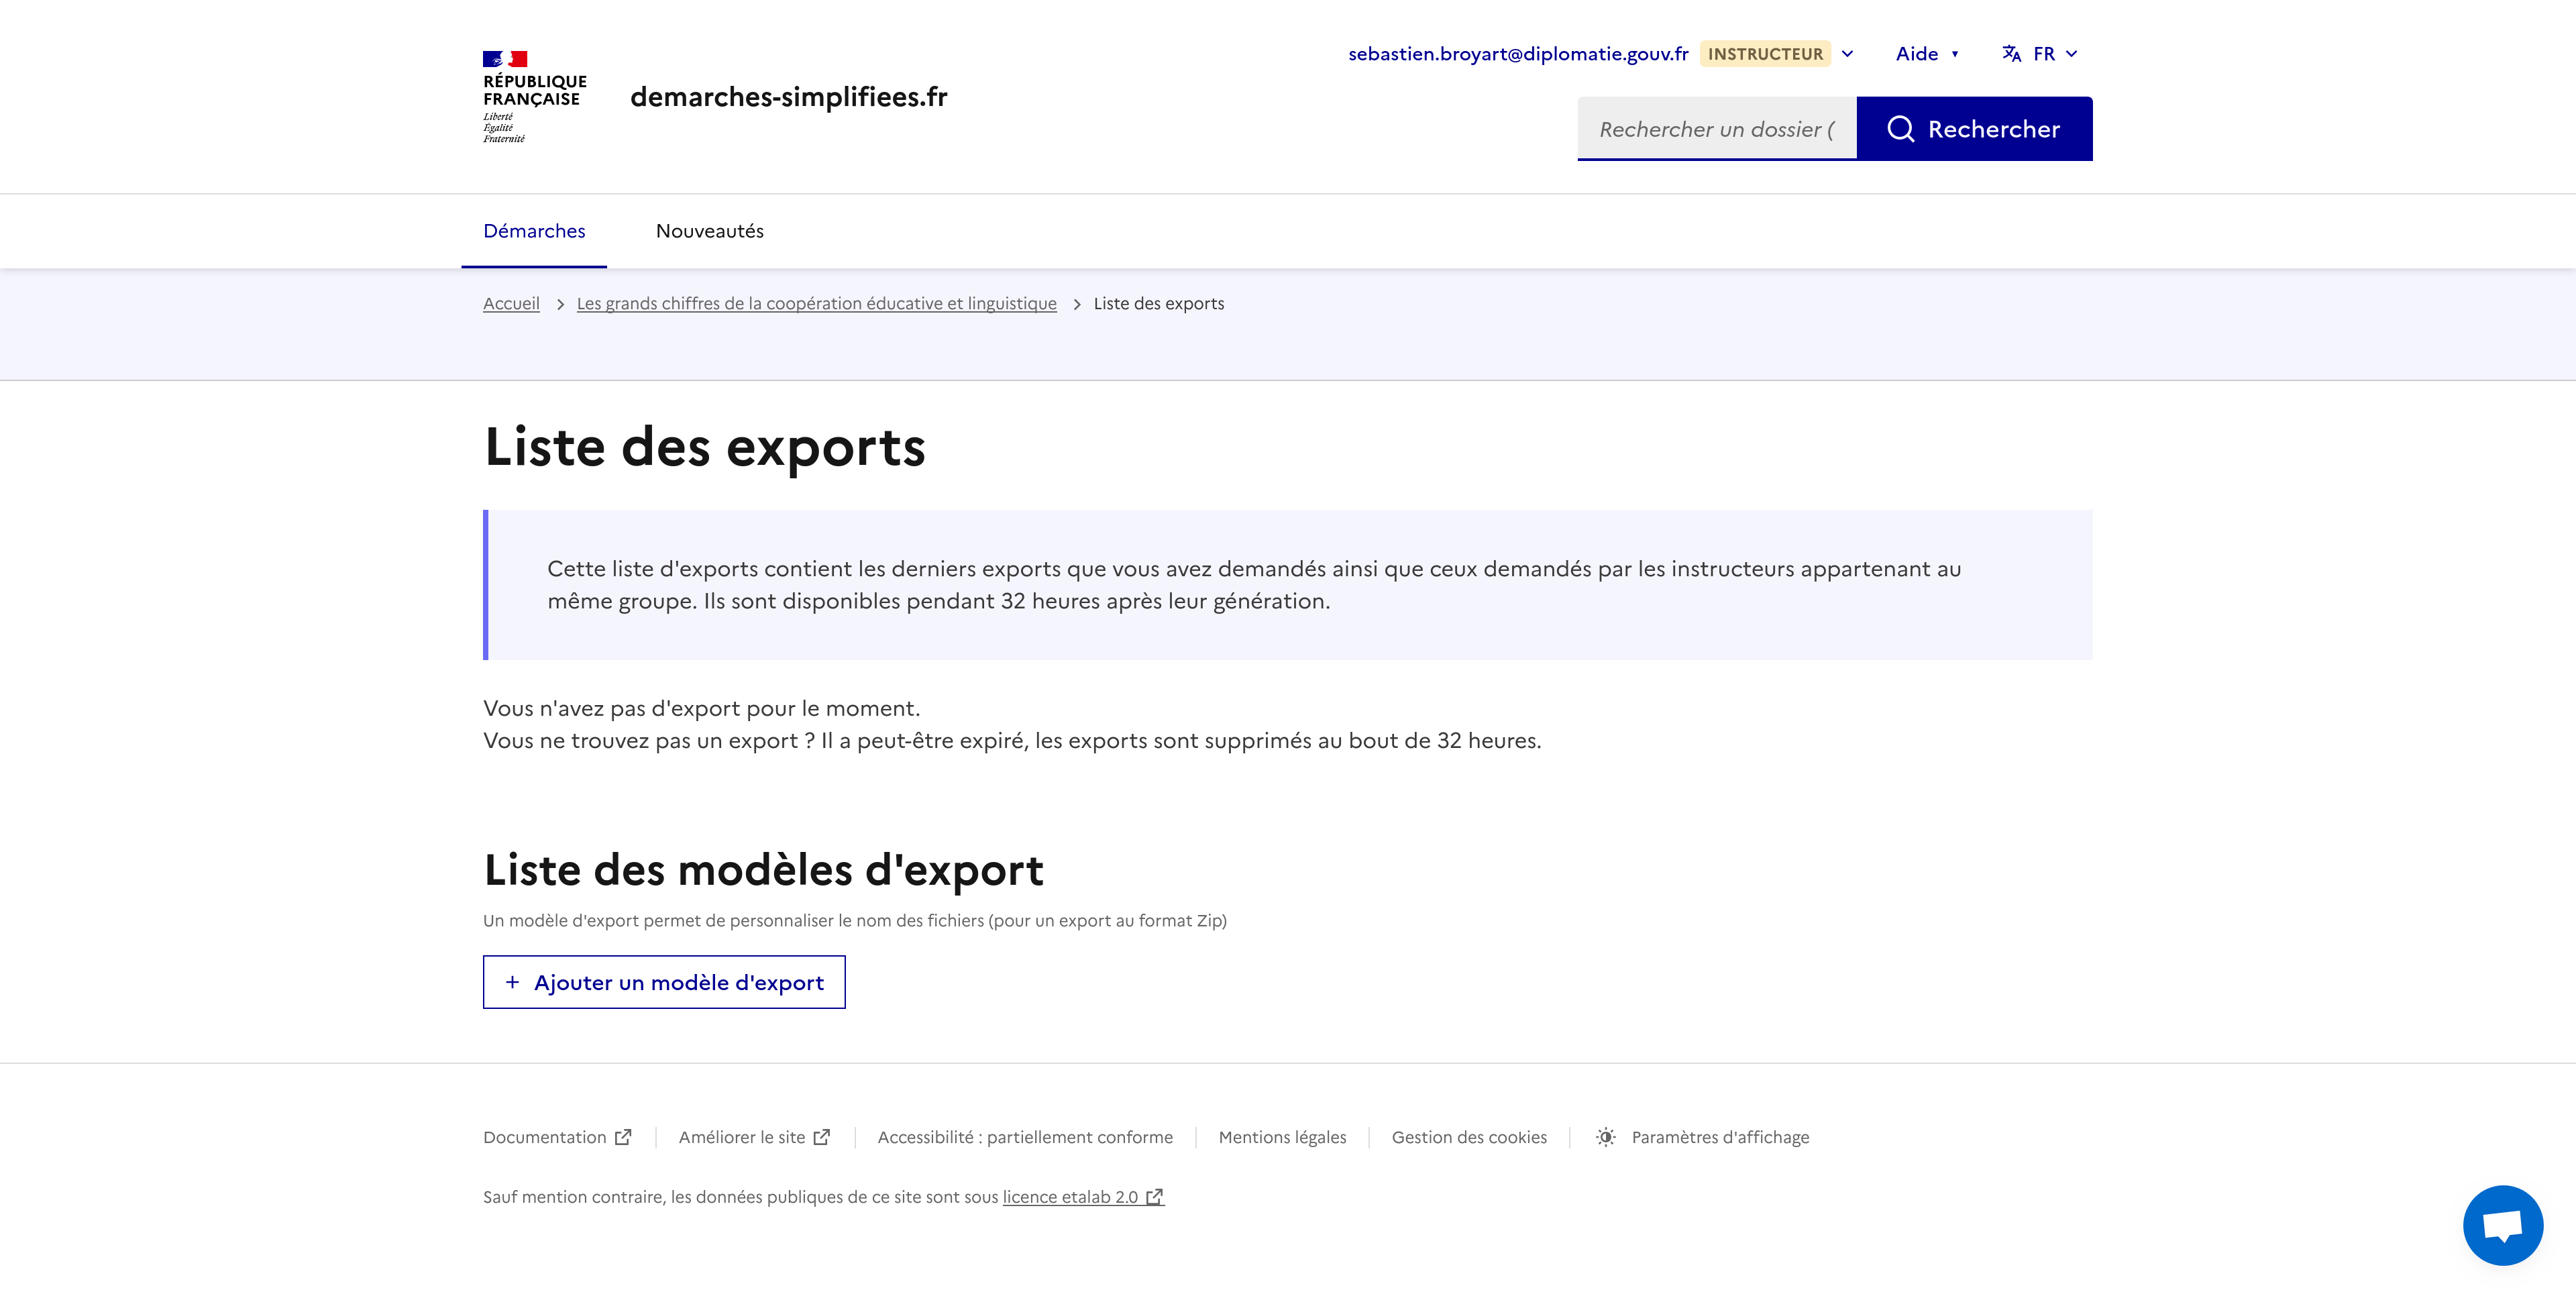 RÉPUBLIQUE
FRANÇAISE
Liberté
Égalité
Fraternité
demarches-simplifiees.fr
sebastien.broyart@diplomatie.gouv.fr INSTRUCTEUR
Aide
FR
Rechercher un dossier (
Rechercher
Démarches
Nouveautés
Accueil > Les grands chiffres de la coopération éducative et linguistique > Liste des exports
Liste des exports
Cette liste d'exports contient les derniers exports que vous avez demandés ainsi que ceux demandés par les instructeurs appartenant au
même groupe. Ils sont disponibles pendant 32 heures après leur génération.
Vous n'avez pas d'export pour le moment.
Vous ne trouvez pas un export ? Il a peut-être expiré, les exports sont supprimés au bout de 32 heures.
Liste des modèles d'export
Un modèle d'export permet de personnaliser le nom des fichiers (pour un export au format Zip)
+ Ajouter un modèle d'export
Documentation
Améliorer le site
Accessibilité : partiellement conforme
Mentions légales
Gestion des cookies
Paramètres d'affichage
Sauf mention contraire, les données publiques de ce site sont sous licence etalab 2.0